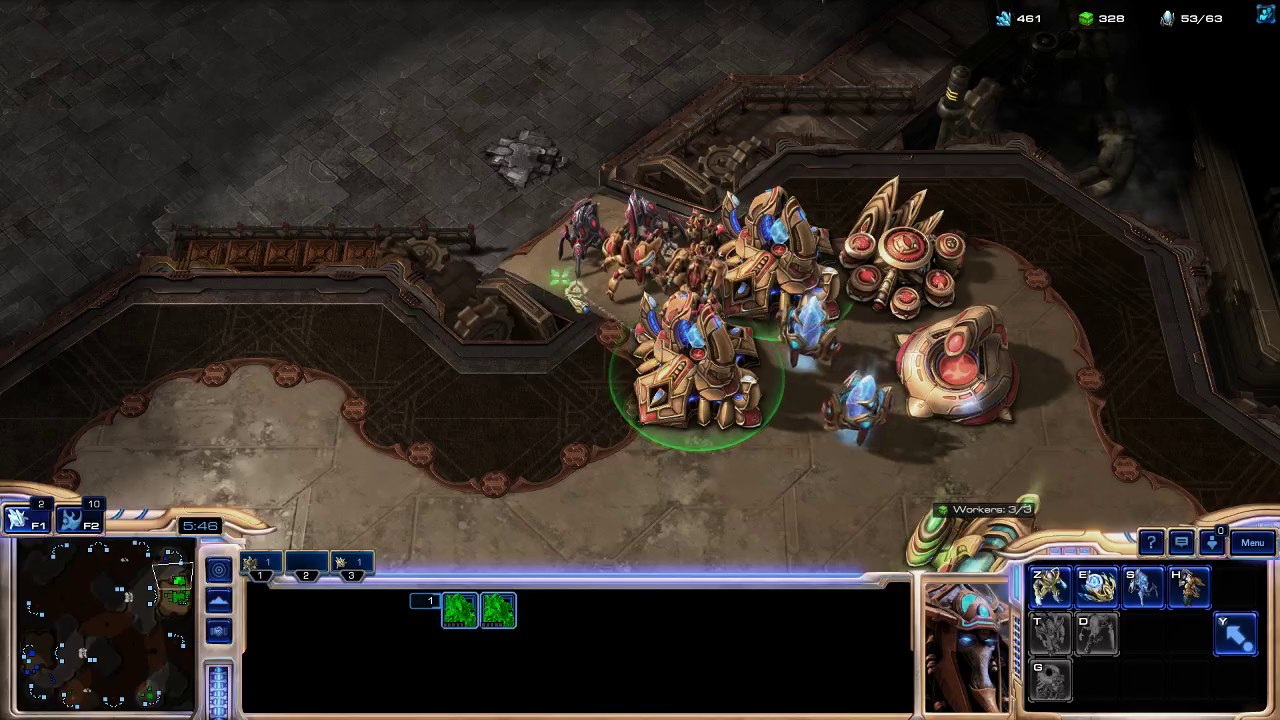 461 328 53/63
Workers: 3/3
2 10
F1 F2
5:46
0
? Menu
1 1
1 2 3
1
Z E S H
T D Y
G